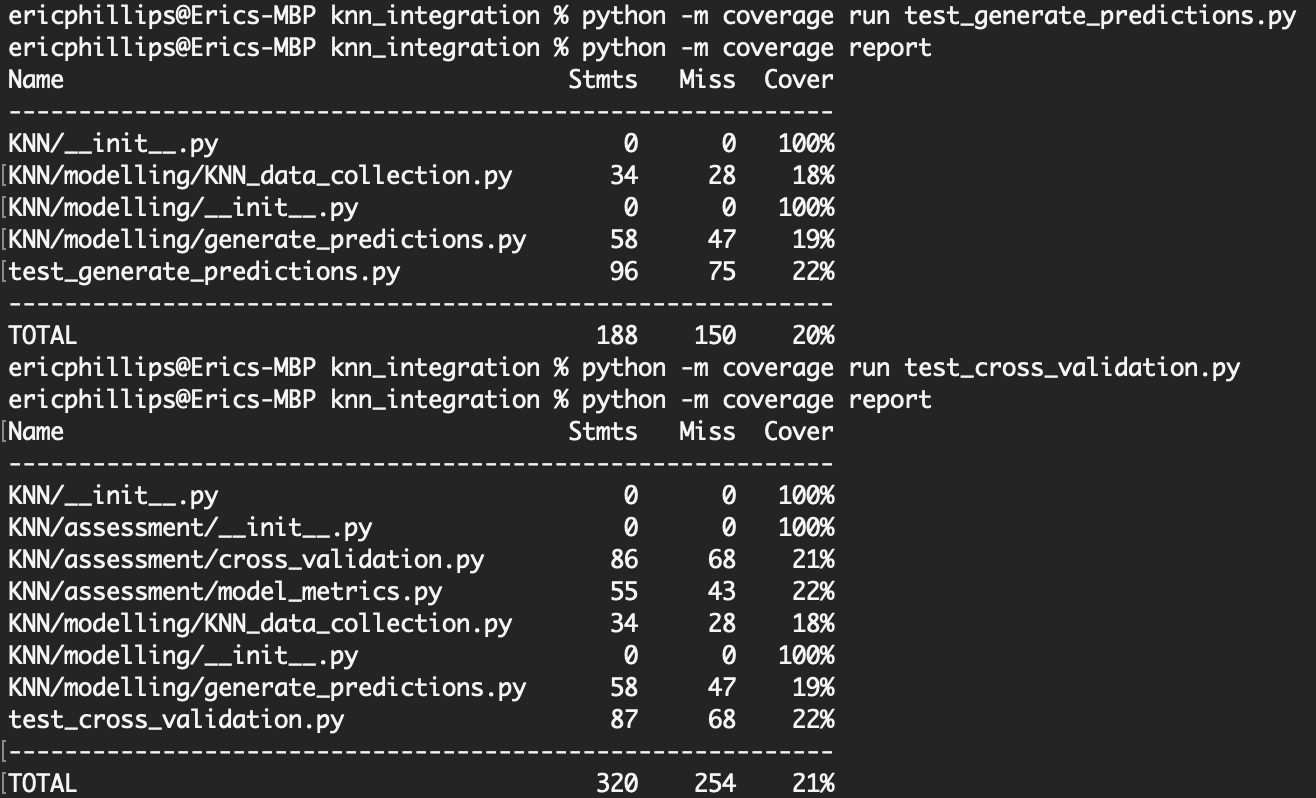 ericphillips@Erics-MBP knn_integration % python -m coverage run test_generate_predictions.py
ericphillips@Erics-MBP knn_integration % python -m coverage report
Name                                    Stmts   Miss  Cover
-----------------------------------------------------------
KNN/__init__.py                             0      0   100%
[KNN/modelling/KNN_data_collection.py       34     28    18%
[KNN/modelling/__init__.py                   0      0   100%
[KNN/modelling/generate_predictions.py      58     47    19%
[test_generate_predictions.py               96     75    22%
-----------------------------------------------------------
TOTAL                                     188    150    20%
ericphillips@Erics-MBP knn_integration % python -m coverage run test_cross_validation.py
ericphillips@Erics-MBP knn_integration % python -m coverage report
[Name                                    Stmts   Miss  Cover
-----------------------------------------------------------
KNN/__init__.py                             0      0   100%
KNN/assessment/__init__.py                  0      0   100%
KNN/assessment/cross_validation.py         86     68    21%
KNN/assessment/model_metrics.py            55     43    22%
KNN/modelling/KNN_data_collection.py       34     28    18%
KNN/modelling/__init__.py                   0      0   100%
KNN/modelling/generate_predictions.py      58     47    19%
test_cross_validation.py                   87     68    22%
[-----------------------------------------------------------
[TOTAL                                     320    254    21%